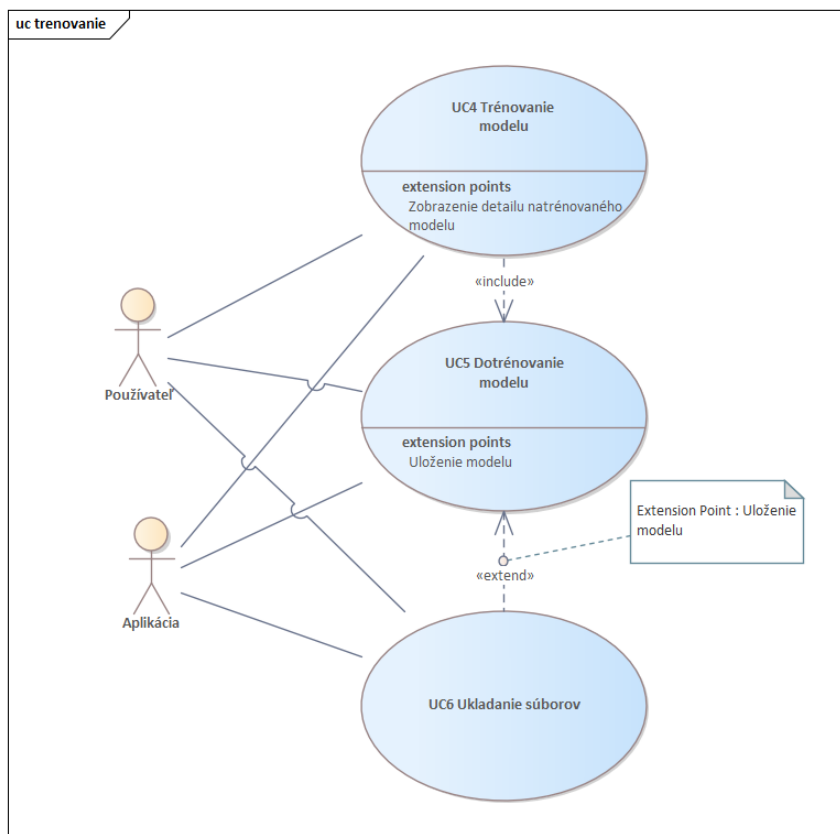 uc trenovanie
UC4 Trénovanie
modelu
extension points
Zobrazenie detailu natrénovaného
modelu
«include»
UC5 Dotrénovanie
modelu
extension points
Uloženie modelu
Používateľ
Extension Point : Uloženie
modelu
«extend»
Aplikácia
UC6 Ukladanie súborov